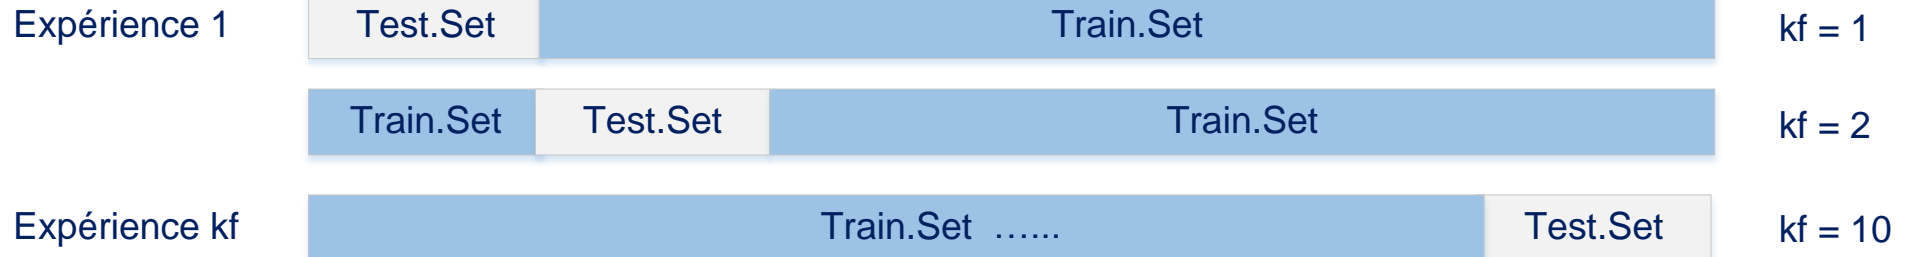 Expérience 1 Test.Set Train.Set kf = 1
Train.Set Test.Set Train.Set kf = 2
Expérience kf Train.Set …... Test.Set kf = 10